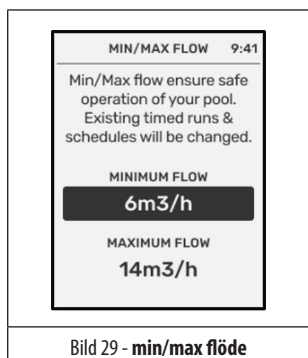 MIN/MAX FLOW 9:41
Min/Max flow ensure safe
operation of your pool.
Existing timed runs &
schedules will be changed.
MINIMUM FLOW
6m3/h
MAXIMUM FLOW
14m3/h
Bild 29 - min/max flöde